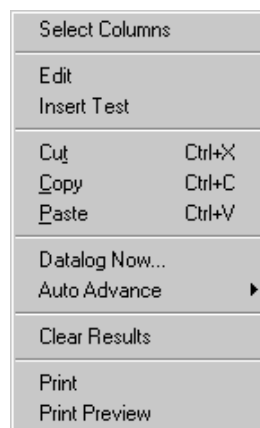 Select Columns
Edit
Insert Test
Cut Ctrl+X
Copy Ctrl+C
Paste Ctrl+V
Datalog Now...
Auto Advance
Clear Results
Print
Print Preview